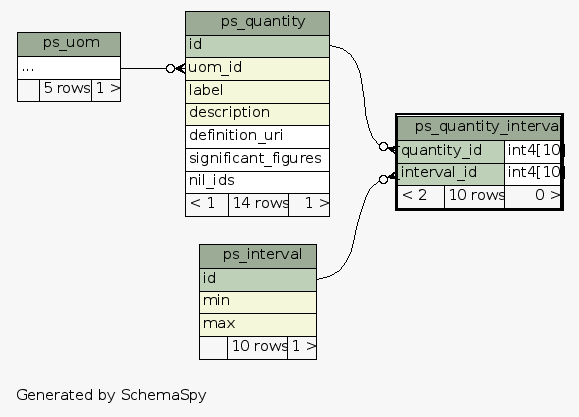 ps_uom
...
5 rows 1 >
ps_quantity
id
uom_id
label
description
definition_uri
significant_figures
nil_ids
< 1 14 rows 1 >
ps_quantity_interva
quantity_id int4[10]
interval_id int4[10]
< 2 10 rows 0 >
ps_interval
id
min
max
10 rows 1 >
Generated by SchemaSpy